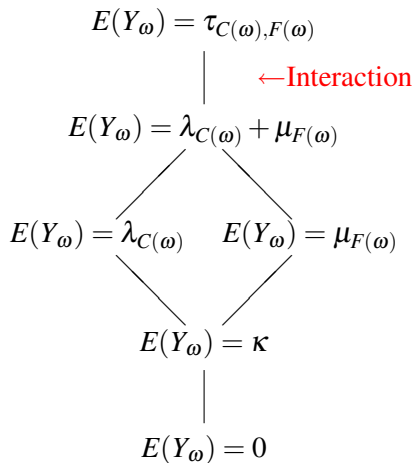 E(Y_ω) = τ_{C(ω),F(ω)}
←Interaction
E(Y_ω) = λ_{C(ω)} + μ_{F(ω)}
E(Y_ω) = λ_{C(ω)} E(Y_ω) = μ_{F(ω)}
E(Y_ω) = κ
E(Y_ω) = 0